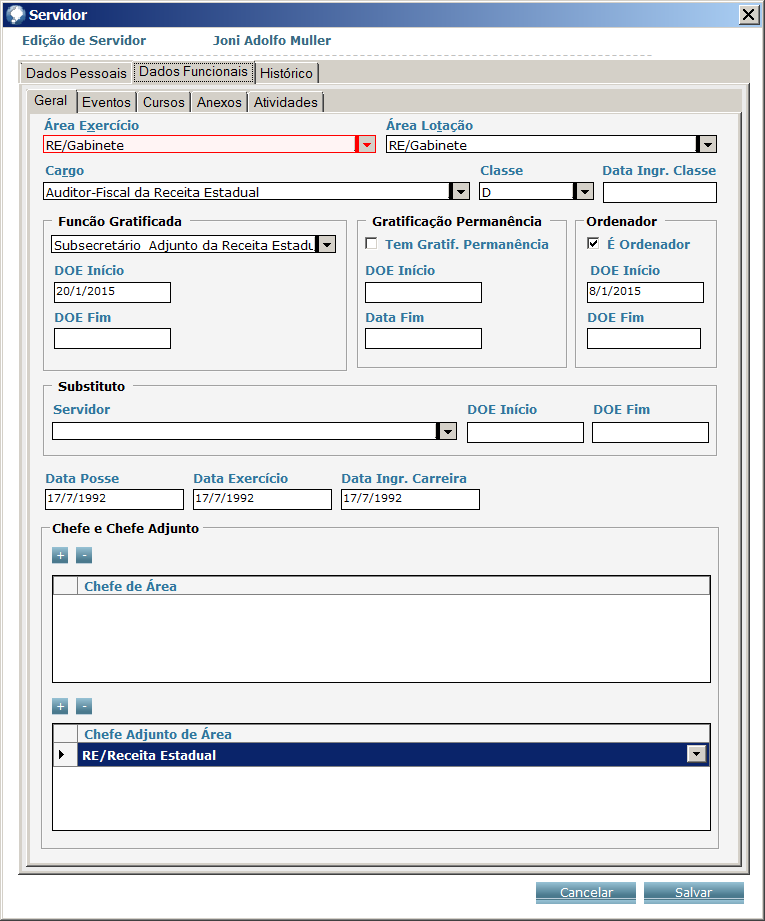 Servidor
Edição de Servidor Joni Adolfo Muller
Dados Pessoais Dados Funcionais Histórico
Geral Eventos Cursos Anexos Atividades
Área Exercício Área Lotação
RE/Gabinete RE/Gabinete
Cargo Classe Data Ingr. Classe
Auditor-Fiscal da Receita Estadual D
Funcão Gratificada Gratificação Permanência Ordenador
Subsecretário Adjunto da Receita Estadu Tem Gratif. Permanência É Ordenador
DOE Início DOE Início DOE Início
20/1/2015 8/1/2015
DOE Fim Data Fim DOE Fim
Substituto
Servidor DOE Início DOE Fim
Data Posse Data Exercício Data Ingr. Carreira
17/7/1992 17/7/1992 17/7/1992
Chefe e Chefe Adjunto
+ -
Chefe de Área
+ -
Chefe Adjunto de Área
RE/Receita Estadual
Cancelar Salvar